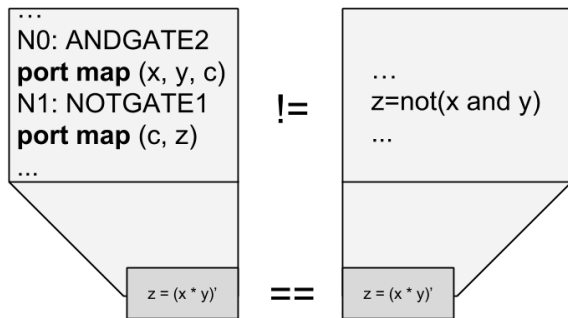 ...
N0: ANDGATE2
port map (x, y, c)
N1: NOTGATE1
port map (c, z)
...
!=
...
z=not(x and y)
...
z = (x * y)'
==
z = (x * y)'